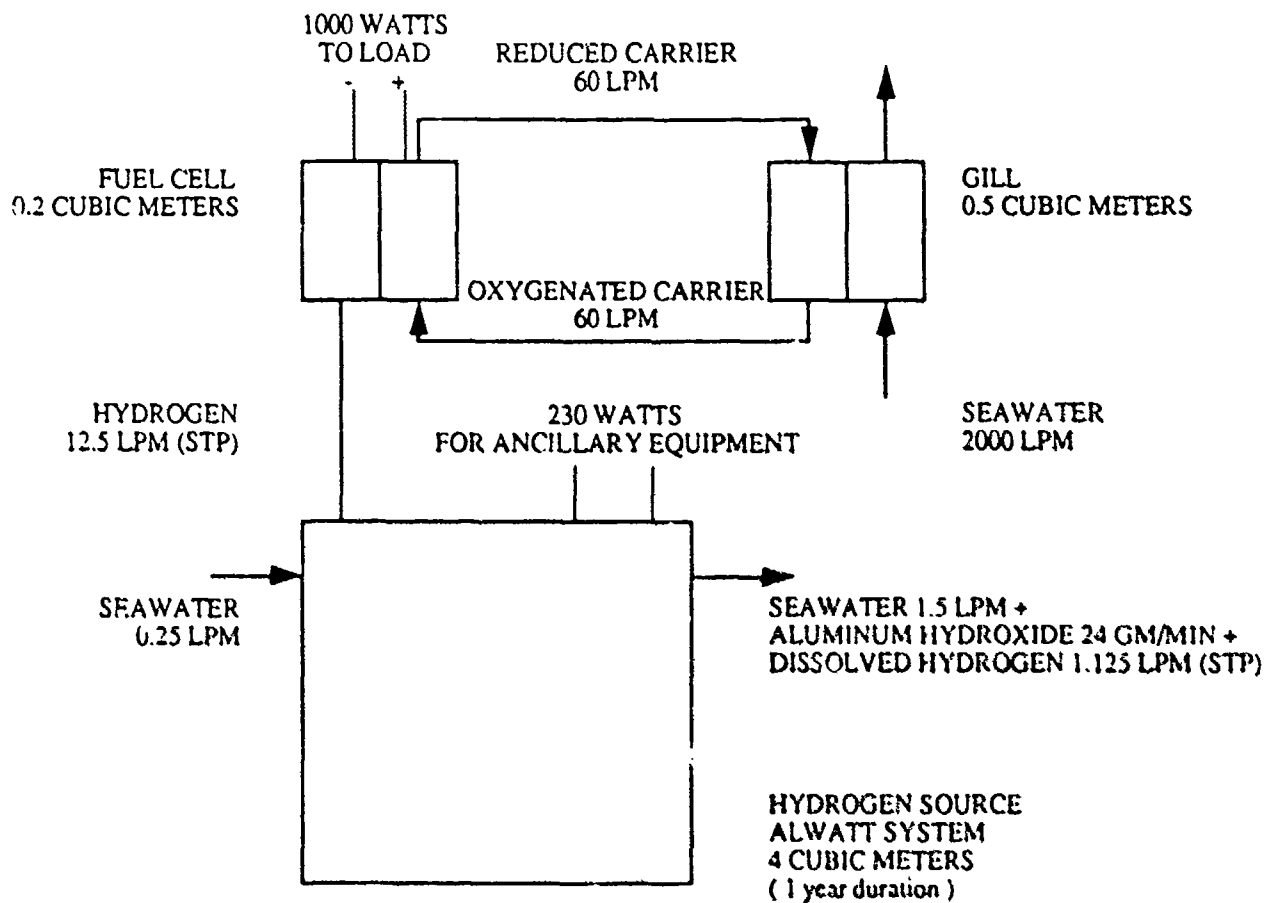 1000 WATTS
TO LOAD
- +
REDUCED CARRIER
60 LPM
FUEL CELL
0.2 CUBIC METERS
GILL
0.5 CUBIC METERS
OXYGENATED CARRIER
60 LPM
HYDROGEN
12.5 LPM (STP)
230 WATTS
FOR ANCILLARY EQUIPMENT
SEAWATER
2000 LPM
SEAWATER
0.25 LPM
SEAWATER 1.5 LPM +
ALUMINUM HYDROXIDE 24 GM/MIN +
DISSOLVED HYDROGEN 1.125 LPM (STP)
HYDROGEN SOURCE
ALWATT SYSTEM
4 CUBIC METERS
( 1 year duration )